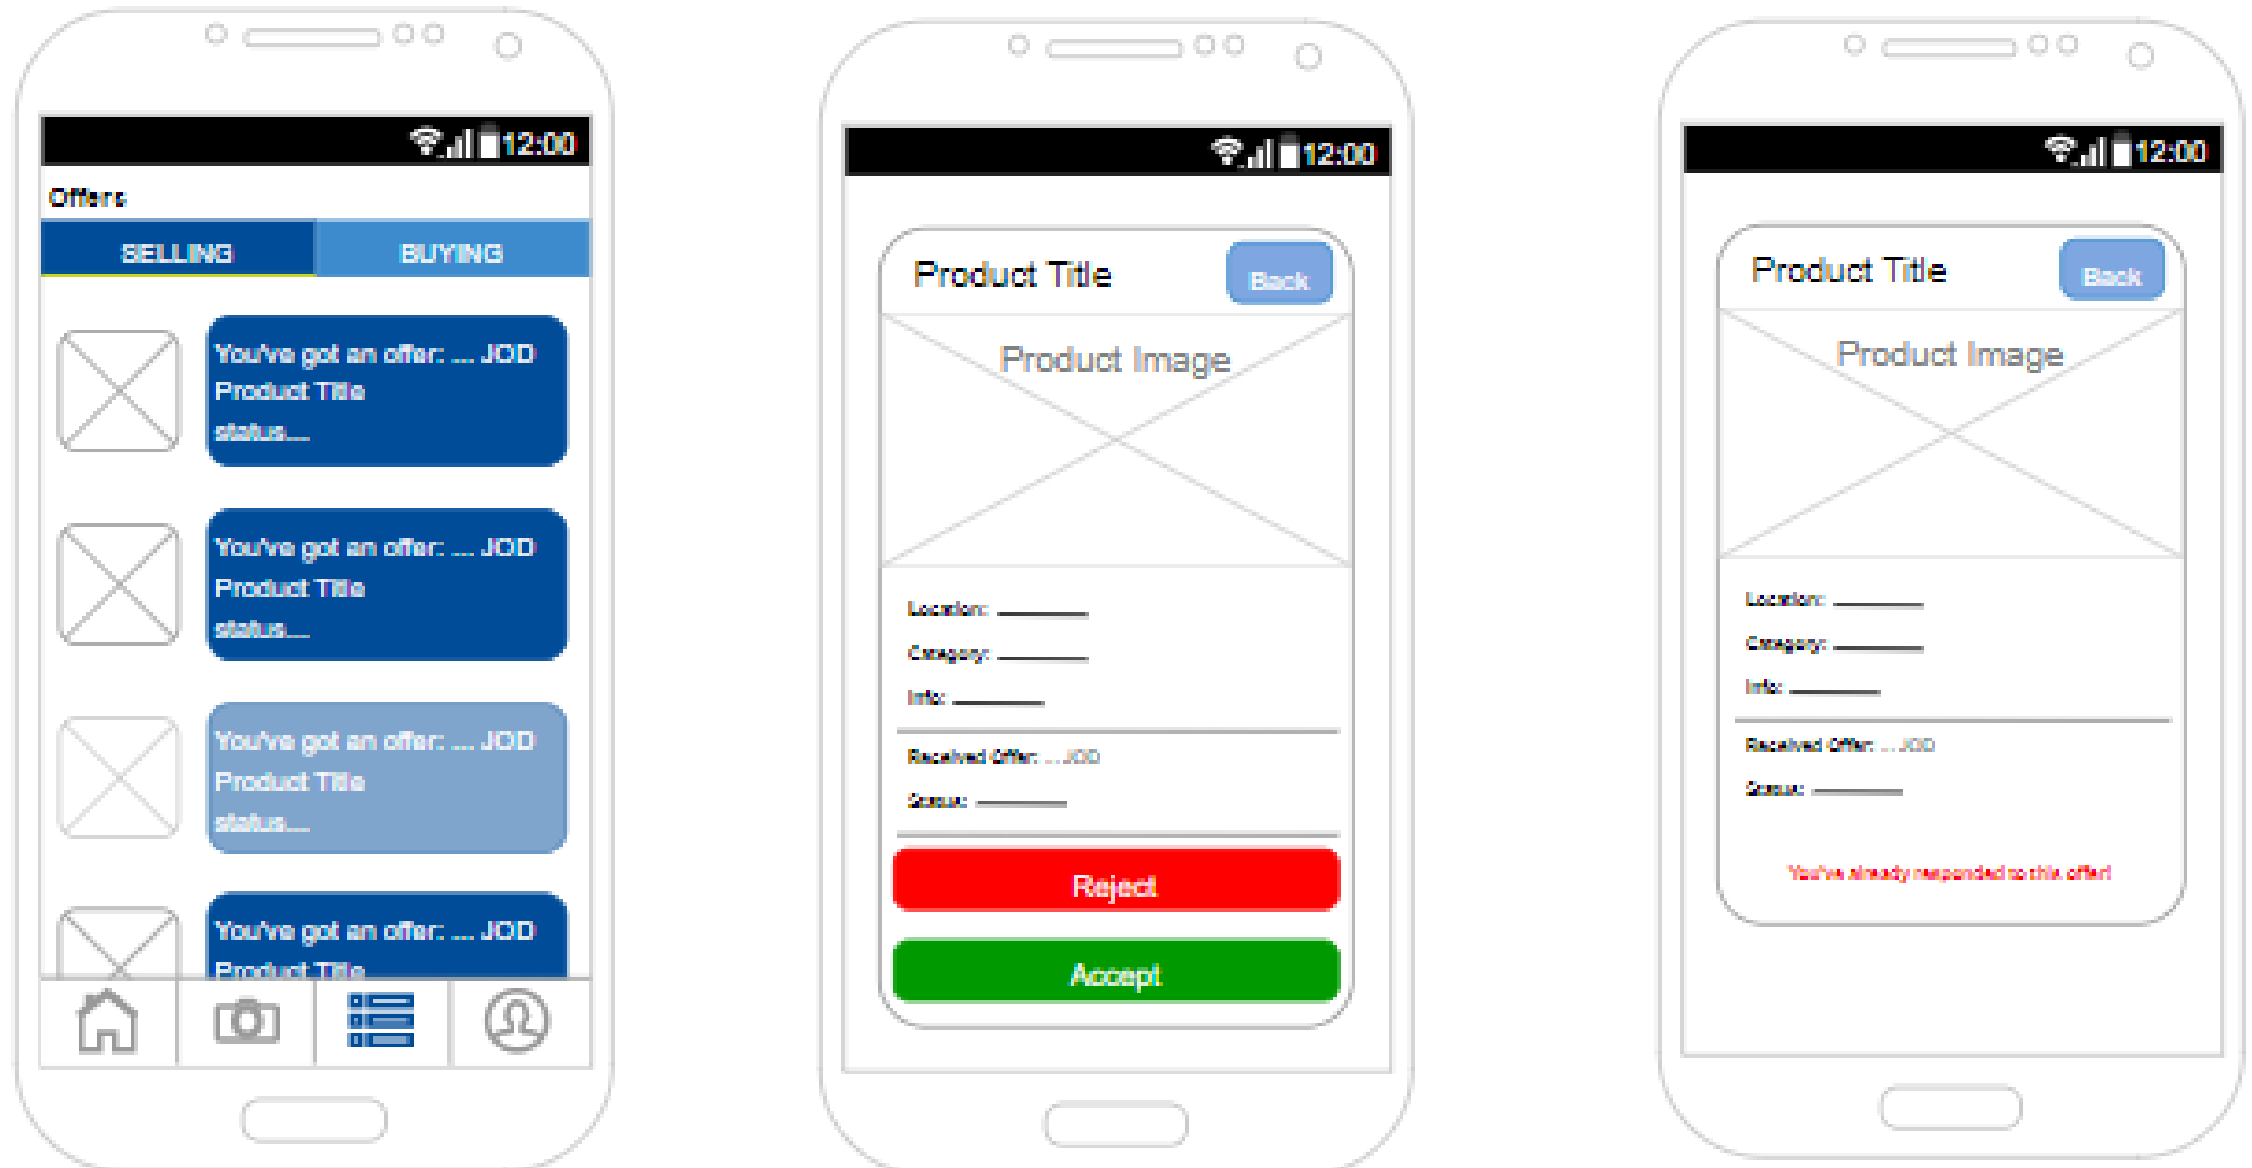 12:00
Offers
SELLING BUYING
You've got an offer: ... JOD
Product Title
status....
You've got an offer: ... JOD
Product Title
status....
You've got an offer: ... JOD
Product Title
status....
You've got an offer: ... JOD
Product Title
12:00
Product Title Back
Product Image
Location:
Category:
Info:
Received Offer: ... JOD
Status:
Reject
Accept
12:00
Product Title Back
Product Image
Location:
Category:
Info:
Received Offer: ... JOD
Status:
You've already responded to this offer!